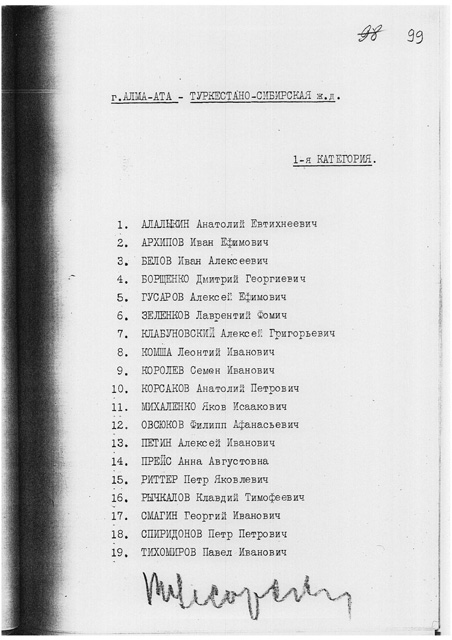 98 99
г.АЛМА-АТА - ТУРКЕСТАНО-СИБИРСКАЯ ж.д.
1-я КАТЕГОРИЯ.
1. АЛАЛЫКИН Анатолий Евтихнеевич
2. АРХИПОВ Иван Ефимович
3. БЕЛОВ Иван Алексеевич
4. БОРЩЕНКО Дмитрий Георгиевич
5. ГУСАРОВ Алексей Ефимович
6. ЗЕЛЕНКОВ Лаврентий Фомич
7. КЛАБУНОВСКИЙ Алексей Григорьевич
8. КОМША Леонтий Иванович
9. КОРОЛЕВ Семен Иванович
10. КОРСАКОВ Анатолий Петрович
11. МИХАЛЕНКО Яков Исаакович
12. ОВСЮКОВ Филипп Афанасьевич
13. ПЕТИН Алексей Иванович
14. ПРЕЙС Анна Августовна
15. РИТТЕР Петр Яковлевич
16. РЫЧКАЛОВ Клавдий Тимофеевич
17. СМАГИН Георгий Иванович
18. СПИРИДОНОВ Петр Петрович
19. ТИХОМИРОВ Павел Иванович